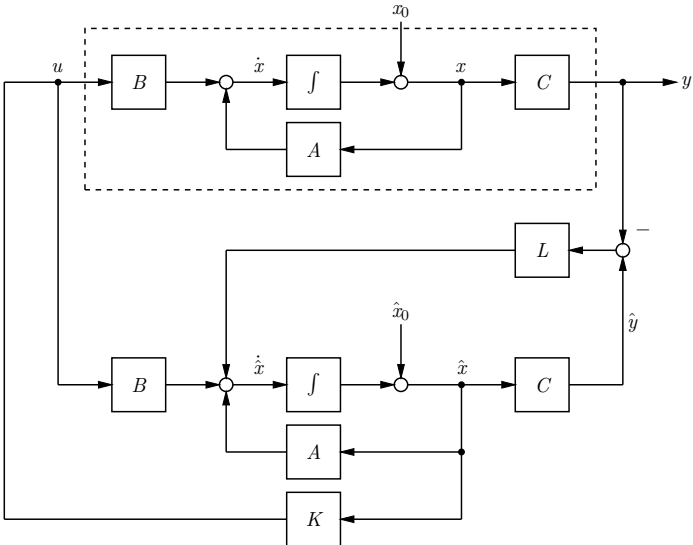 x₀
u B ẋ ∫ x C y
A
−
L
x̂₀
ŷ
B x̂̇ ∫ x̂ C
A
K